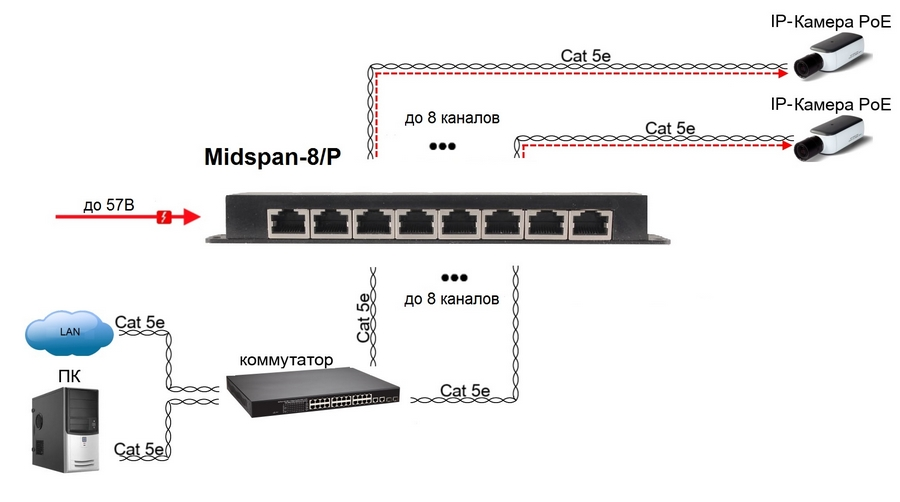 IP-Камера PoE
Cat 5e
IP-Камера PoE
до 8 каналов
Cat 5e
Midspan-8/P
до 57В
до 8 каналов
Cat 5e
Cat 5e
LAN
коммутатор
ПК
Cat 5e
Cat 5e